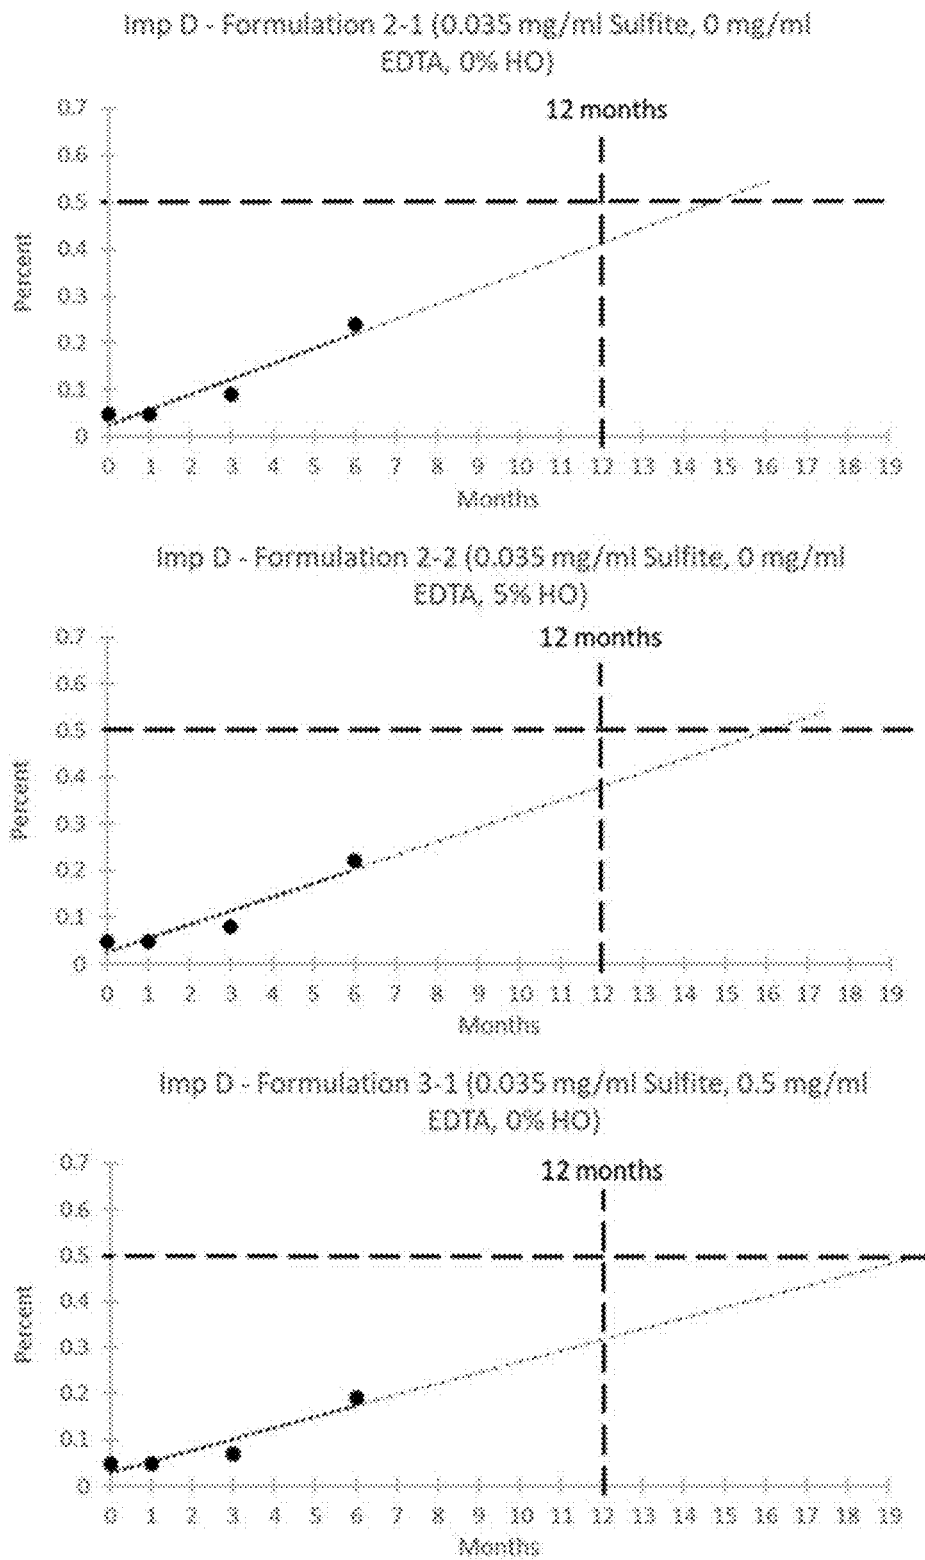 Imp D - Formulation 2-1 (0.035 mg/ml Sulfite, 0 mg/ml
EDTA, 0% HO)
12 months
0.7
0.6
0.5
0.4
0.3
0.2
0.1
0
Percent
0 1 2 3 4 5 6 7 8 9 10 11 12 13 14 15 16 17 18 19
Months
Imp D - Formulation 2-2 (0.035 mg/ml Sulfite, 0 mg/ml
EDTA, 5% HO)
12 months
0.7
0.6
0.5
0.4
0.3
0.2
0.1
0
Percent
0 1 2 3 4 5 6 7 8 9 10 11 12 13 14 15 16 17 18 19
Months
Imp D - Formulation 3-1 (0.035 mg/ml Sulfite, 0.5 mg/ml
EDTA, 0% HO)
12 months
0.7
0.6
0.5
0.4
0.3
0.2
0.1
0
Percent
0 1 2 3 4 5 6 7 8 9 10 11 12 13 14 15 16 17 18 19
Months